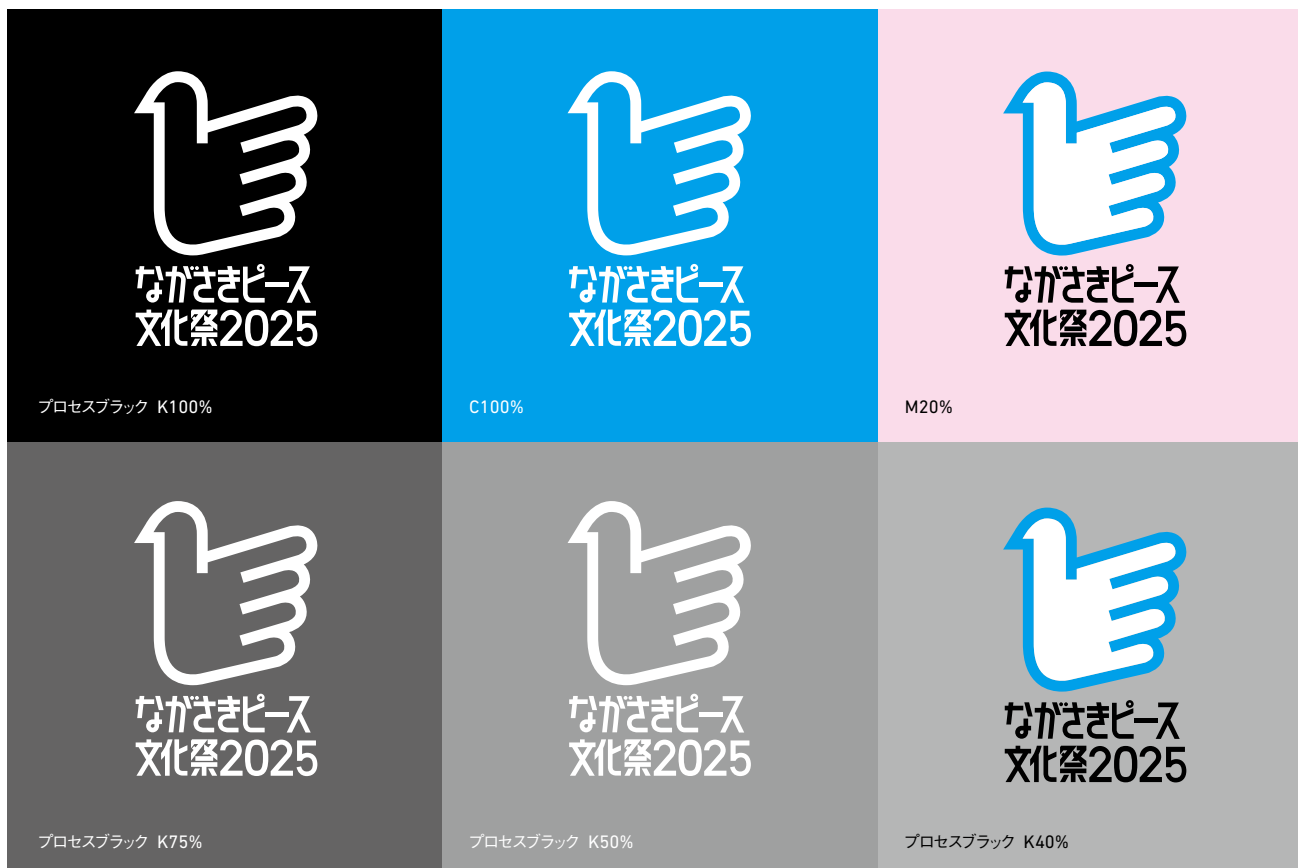 ながさきピース
文化祭2025
プロセスブラック K100%
ながさきピース
文化祭2025
C100%
ながさきピース
文化祭2025
M20%
ながさきピース
文化祭2025
プロセスブラック K75%
ながさきピース
文化祭2025
プロセスブラック K50%
ながさきピース
文化祭2025
プロセスブラック K40%